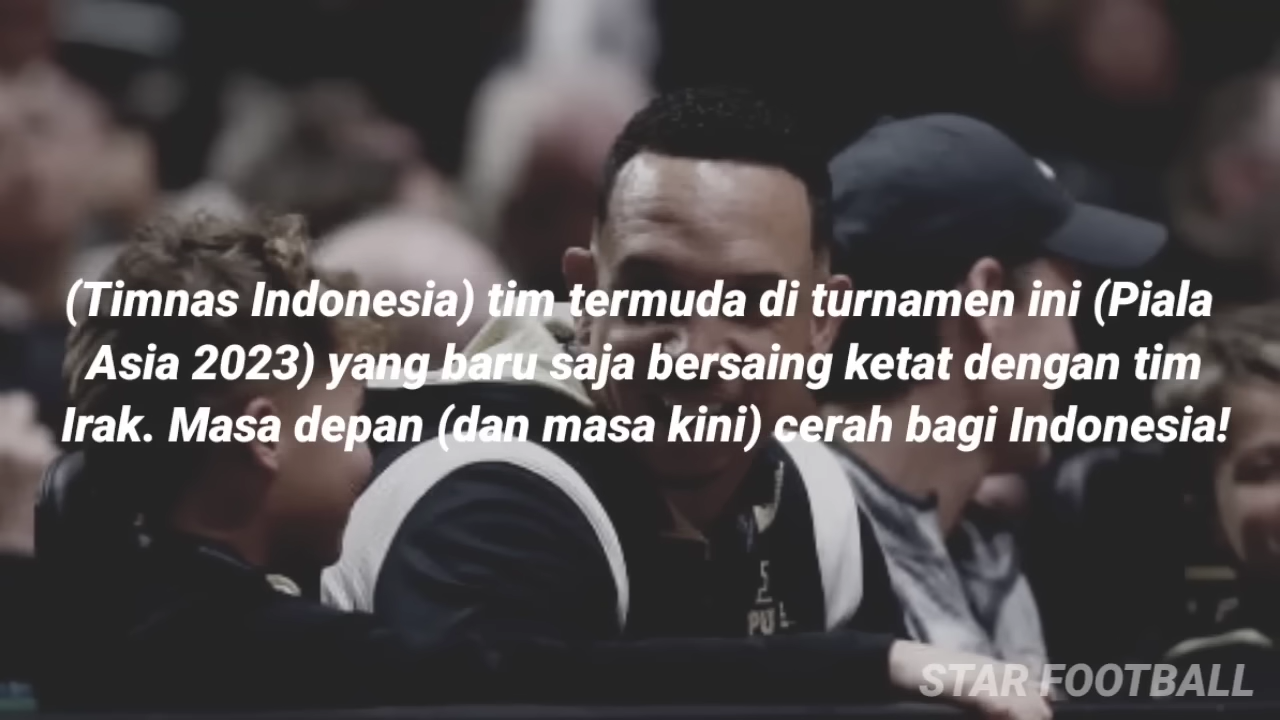 (Timnas Indonesia) tim termuda di turnamen ini (Piala
Asia 2023) yang baru saja bersaing ketat dengan tim
Irak. Masa depan (dan masa kini) cerah bagi Indonesia!
STAR FOOTBALL